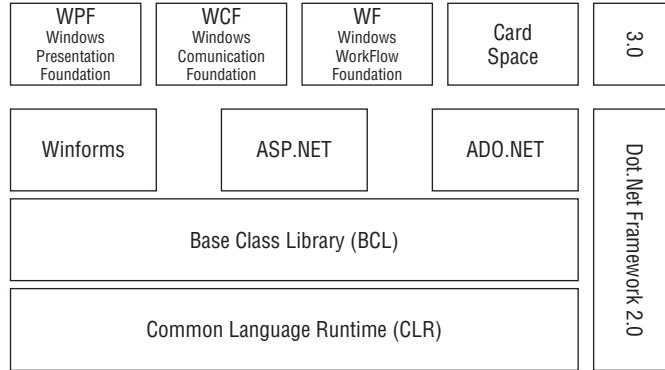 WPF
Windows
Presentation
Foundation
WCF
Windows
Comunication
Foundation
WF
Windows
WorkFlow
Foundation
Card
Space
3.0
Winforms
ASP.NET
ADO.NET
Dot.Net Framework 2.0
Base Class Library (BCL)
Common Language Runtime (CLR)